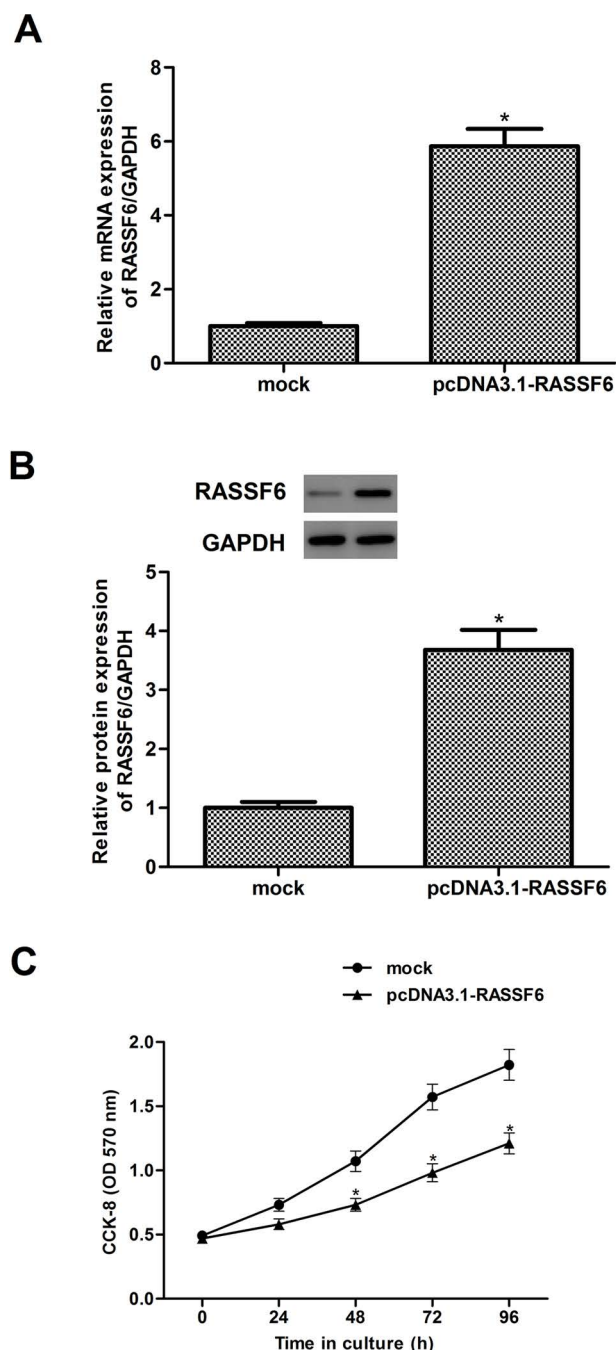 A
Relative mRNA expression
of RASSF6/GAPDH
8
6
4
2
0
*
mock
pcDNA3.1-RASSF6
B
RASSF6
GAPDH
Relative protein expression
of RASSF6/GAPDH
5
4
3
2
1
0
*
mock
pcDNA3.1-RASSF6
C
mock
pcDNA3.1-RASSF6
CCK-8 (OD 570 nm)
2.0
1.5
1.0
0.5
0.0
* * *
0 24 48 72 96
Time in culture (h)